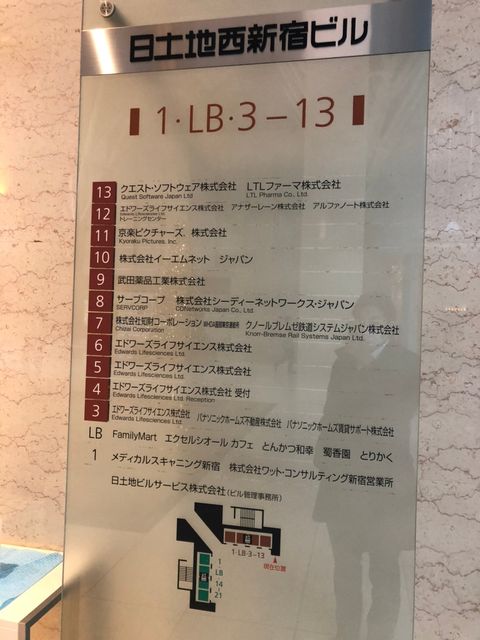 日土地西新宿ビル
1・LB・3－13
13 クエスト・ソフトウェア株式会社 LTLファーマ株式会社
Quest Software Japan Ltd LTL Pharma Co., Ltd.
12 エドワーズライフサイエンス株式会社 アナザーレーン株式会社 アルファノート株式会社
Edwards Lifesciences Ltd.
トレーニングセンター
11 京楽ピクチャーズ．株式会社
Kyoraku Pictures. Inc.
10 株式会社イーエムネット ジャパン
9 武田薬品工業株式会社
8 サーブコープ 株式会社シーディーネットワークス・ジャパン
SERVCORP CDNetworks Japan Co., Ltd.
7 株式会社知財コーポレーション クノールブレムゼ鉄道システムジャパン株式会社
Chizai Corporation Knorr-Bremse Rail Systems Japan Ltd.
6 エドワーズライフサイエンス株式会社
Edwards Lifesciences Ltd.
5 エドワーズライフサイエンス株式会社
Edwards Lifesciences Ltd.
4 エドワーズライフサイエンス株式会社 受付
Edwards Lifesciences Ltd. Reception
3 エドワーズライフサイエンス株式会社 パナソニックホームズ不動産株式会社 パナソニックホームズ賃貸サポート株式会社
Edwards Lifesciences Ltd.
LB FamilyMart エクセルシオール カフェ とんかつ和幸 蜀香園 とりかく
1 メディカルスキャニング新宿 株式会社ワット・コンサルティング新宿営業所
日土地ビルサービス株式会社（ビル管理事務所）
1・LB・3－13
現在位置
1
・
LB
・
14
|
21